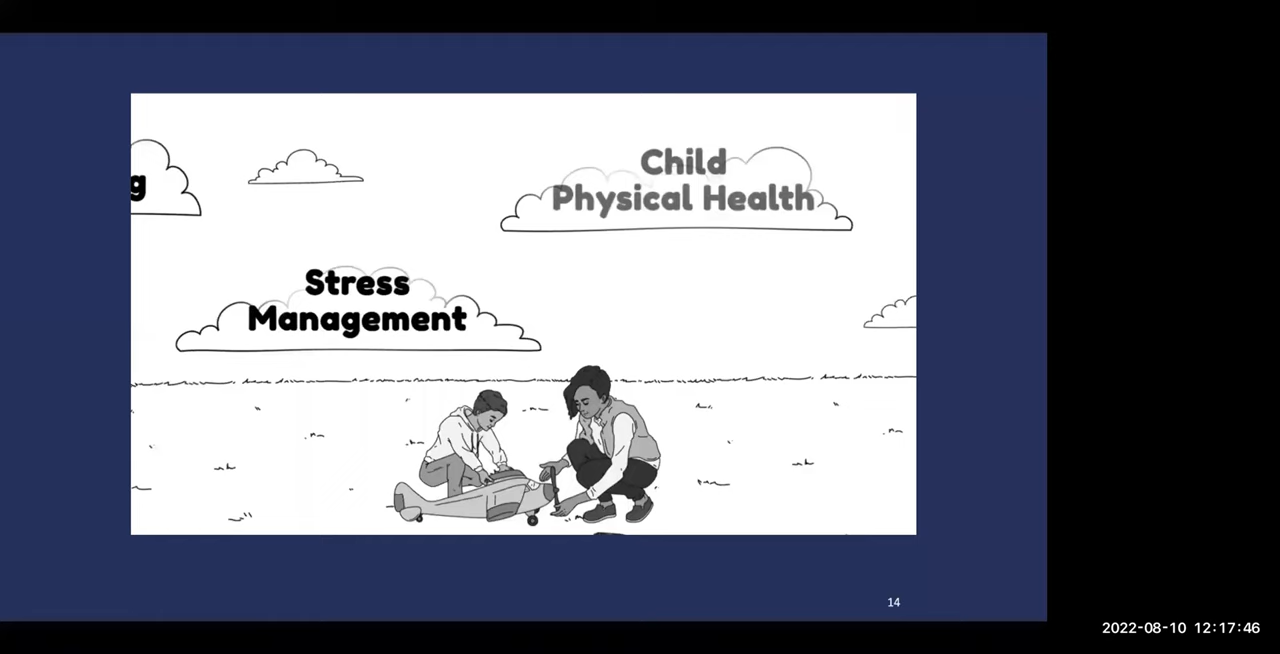 Child
Physical Health
g
Stress
Management
14
2022-08-10 12:17:46